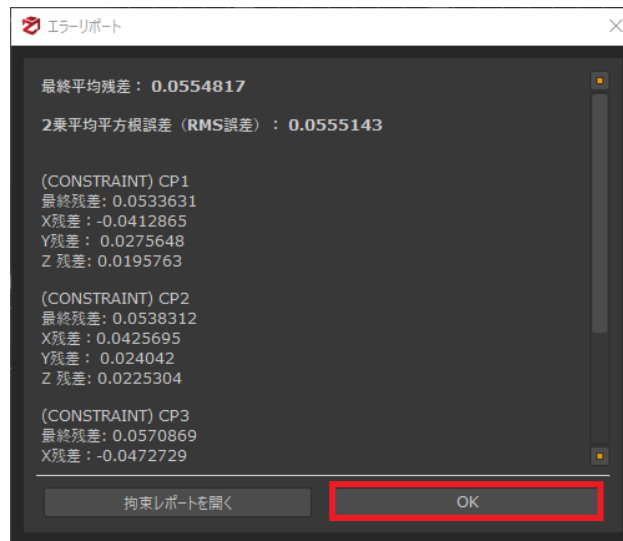 エラーリポート
最終平均残差： 0.0554817
2乗平均平方根誤差（RMS誤差）： 0.0555143
(CONSTRAINT) CP1
最終残差: 0.0533631
X残差：-0.0412865
Y残差： 0.0275648
Z 残差: 0.0195763
(CONSTRAINT) CP2
最終残差: 0.0538312
X残差：0.0425695
Y残差： 0.024042
Z 残差: 0.0225304
(CONSTRAINT) CP3
最終残差: 0.0570869
X残差：-0.0472729
拘束レポートを開く
OK